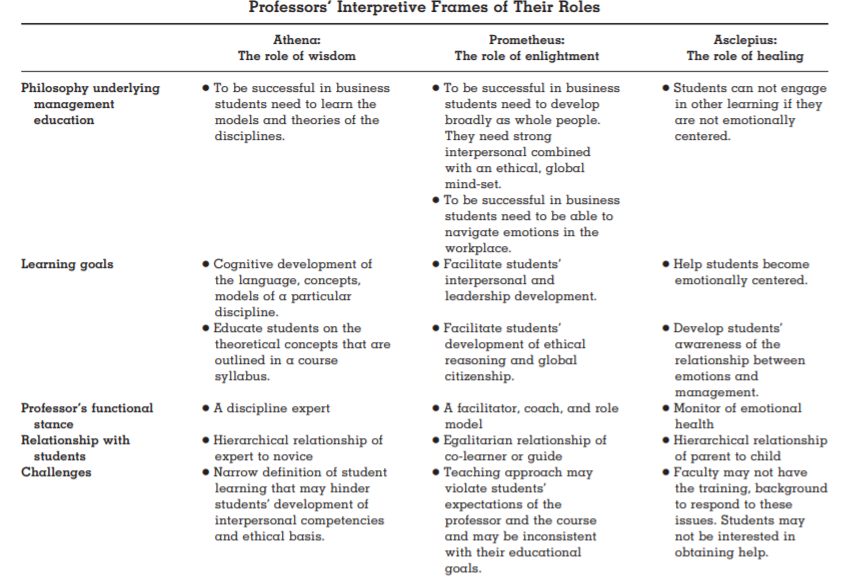 Professors' Interpretive Frames of Their Roles
Athena:
The role of wisdom
Prometheus:
The role of enlightment
Asclepius:
The role of healing
Philosophy underlying
management
education
● To be successful in business
students need to learn the
models and theories of the
disciplines.
● To be successful in business
students need to develop
broadly as whole people.
They need strong
interpersonal combined
with an ethical, global
mind-set.
● To be successful in business
students need to be able to
navigate emotions in the
workplace.
● Students can not engage
in other learning if they
are not emotionally
centered.
Learning goals
● Cognitive development of
the language, concepts,
models of a particular
discipline.
● Educate students on the
theoretical concepts that are
outlined in a course
syllabus.
● Facilitate students'
interpersonal and
leadership development.
● Facilitate students'
development of ethical
reasoning and global
citizenship.
● Help students become
emotionally centered.
● Develop students'
awareness of the
relationship between
emotions and
management.
Professor's functional
stance
● A discipline expert
● A facilitator, coach, and role
model
● Monitor of emotional
health
Relationship with
students
● Hierarchical relationship of
expert to novice
● Egalitarian relationship of
co-learner or guide
● Hierarchical relationship
of parent to child
Challenges
● Narrow definition of student
learning that may hinder
students' development of
interpersonal competencies
and ethical basis.
● Teaching approach may
violate students'
expectations of the
professor and the course
and may be inconsistent
with their educational
goals.
● Faculty may not have
the training, background
to respond to these
issues. Students may
not be interested in
obtaining help.